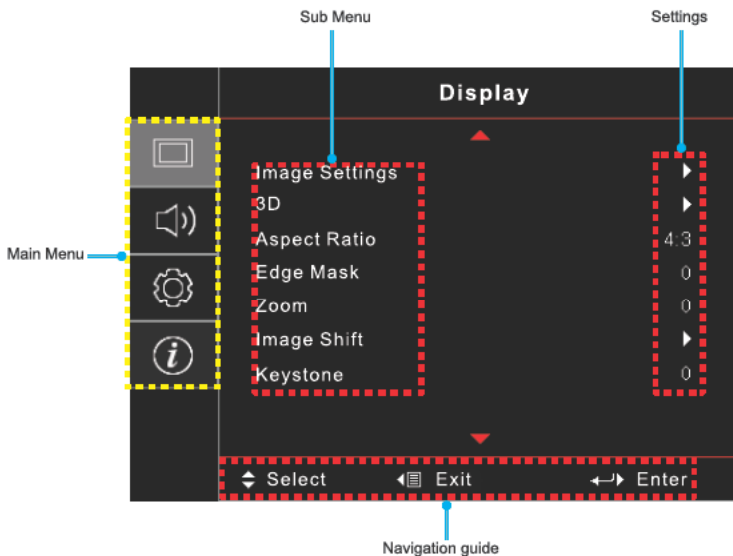 Sub Menu Settings
Display
Image Settings
3D
Aspect Ratio 4:3
Main Menu
Edge Mask 0
Zoom 0
Image Shift
Keystone 0
Select Exit Enter
Navigation guide